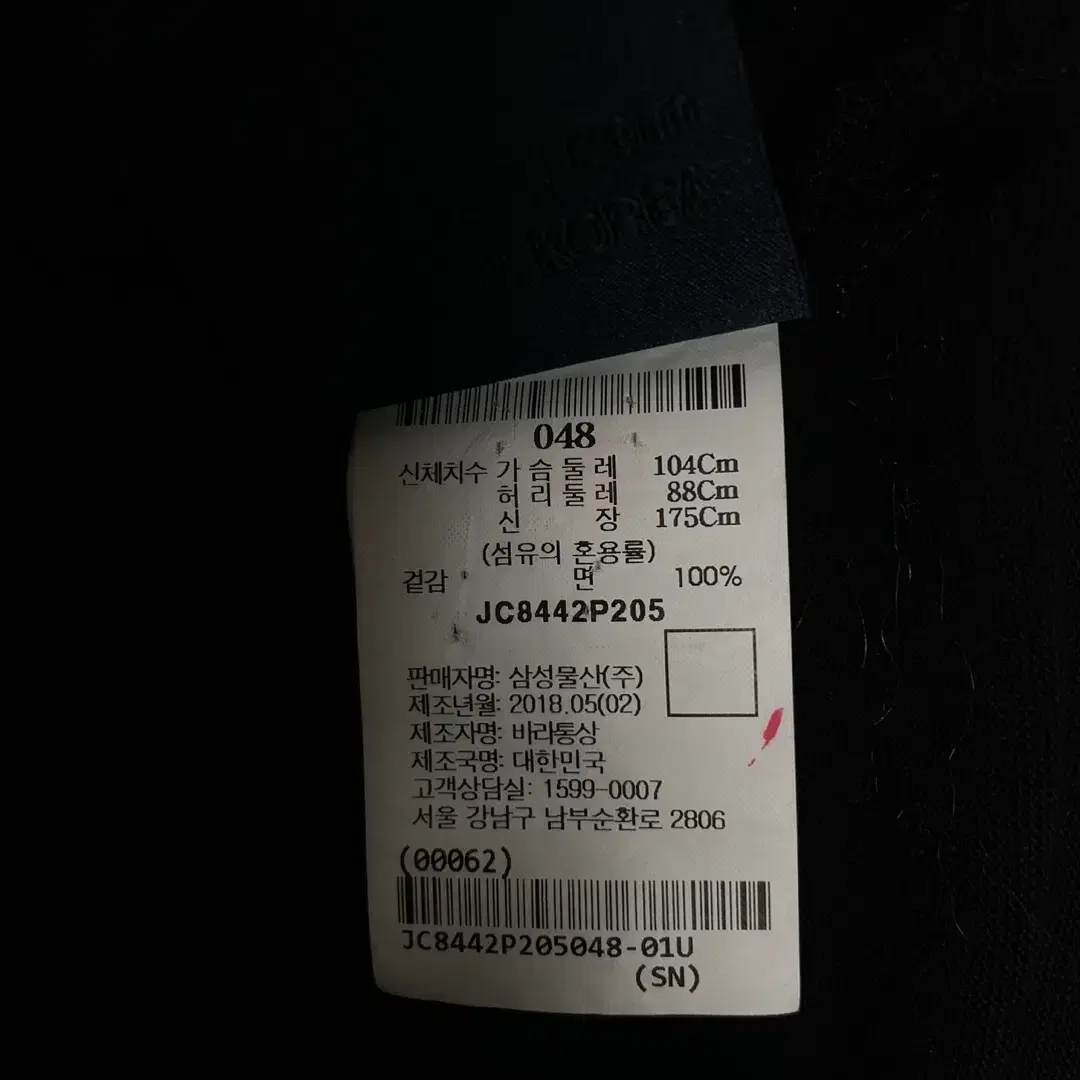 KOREA
048
신체치수 가 슴 둘 레 104Cm
허 리 둘 레 88Cm
신 장 175Cm
(섬유의 혼용률)
겉감 면 100%
JC8442P205
판매자명: 삼성물산(주)
제조년월: 2018.05(02)
제조자명: 바라통상
제조국명: 대한민국
고객상담실: 1599-0007
서울 강남구 남부순환로 2806
(00062)
JC8442P205048-01U
(SN)